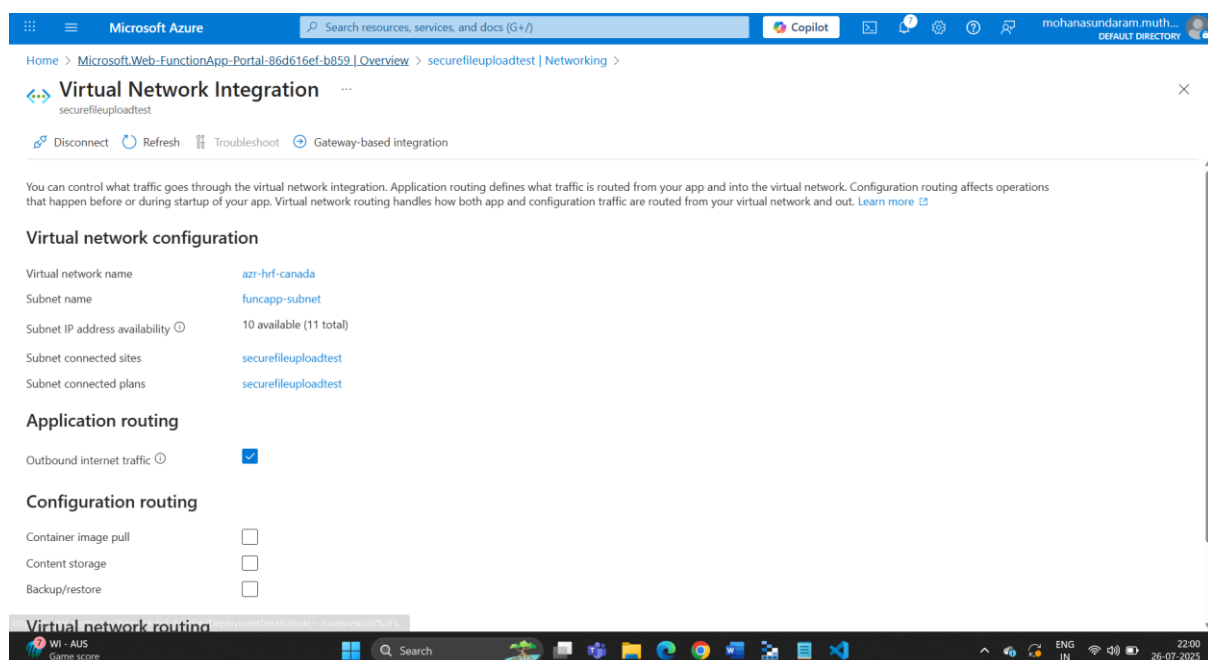 Microsoft Azure
Search resources, services, and docs (G+/)
Copilot
7
mohanasundaram.muth...
DEFAULT DIRECTORY
Home > Microsoft.Web-FunctionApp-Portal-86d616ef-b859 | Overview > securefileuploadtest | Networking >
Virtual Network Integration ...
securefileuploadtest
Disconnect Refresh Troubleshoot Gateway-based integration
You can control what traffic goes through the virtual network integration. Application routing defines what traffic is routed from your app and into the virtual network. Configuration routing affects operations
that happen before or during startup of your app. Virtual network routing handles how both app and configuration traffic are routed from your virtual network and out. Learn more
Virtual network configuration
Virtual network name azr-hrf-canada
Subnet name funcapp-subnet
Subnet IP address availability 10 available (11 total)
Subnet connected sites securefileuploadtest
Subnet connected plans securefileuploadtest
Application routing
Outbound internet traffic
Configuration routing
Container image pull
Content storage
Backup/restore
Virtual network routing
7 WI - AUS
Game score
Search
ENG
IN
22:00
26-07-2025